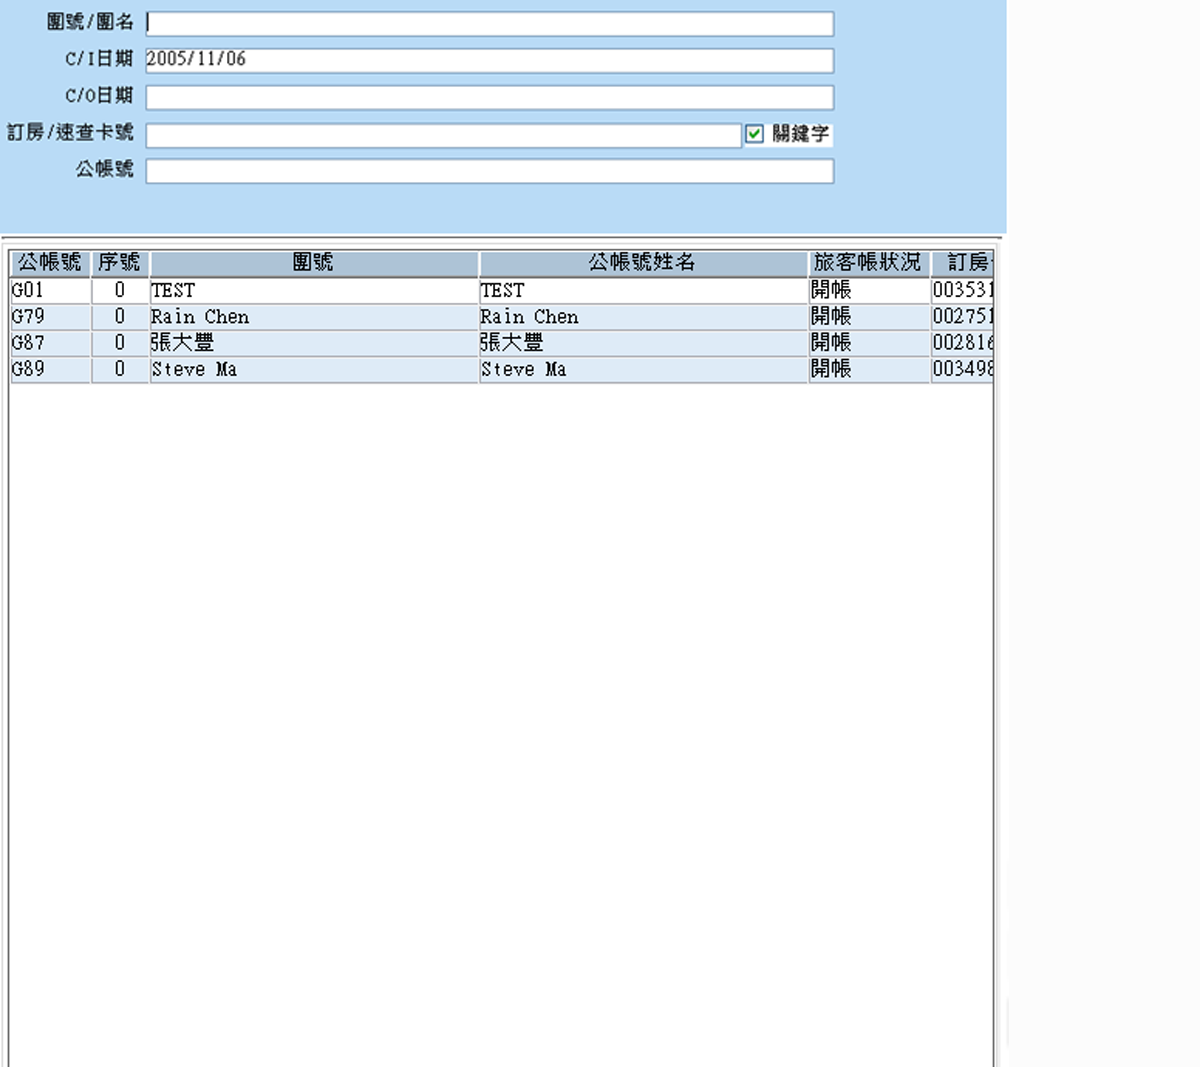 團號/團名
C/I日期 2005/11/06
C/O日期
訂房/速查卡號 關鍵字
公帳號
公帳號 序號 團號 公帳號姓名 旅客帳狀況 訂房
G01 0 TEST TEST 開帳 003531
G79 0 Rain Chen Rain Chen 開帳 002751
G87 0 張大豐 張大豐 開帳 002816
G89 0 Steve Ma Steve Ma 開帳 003498